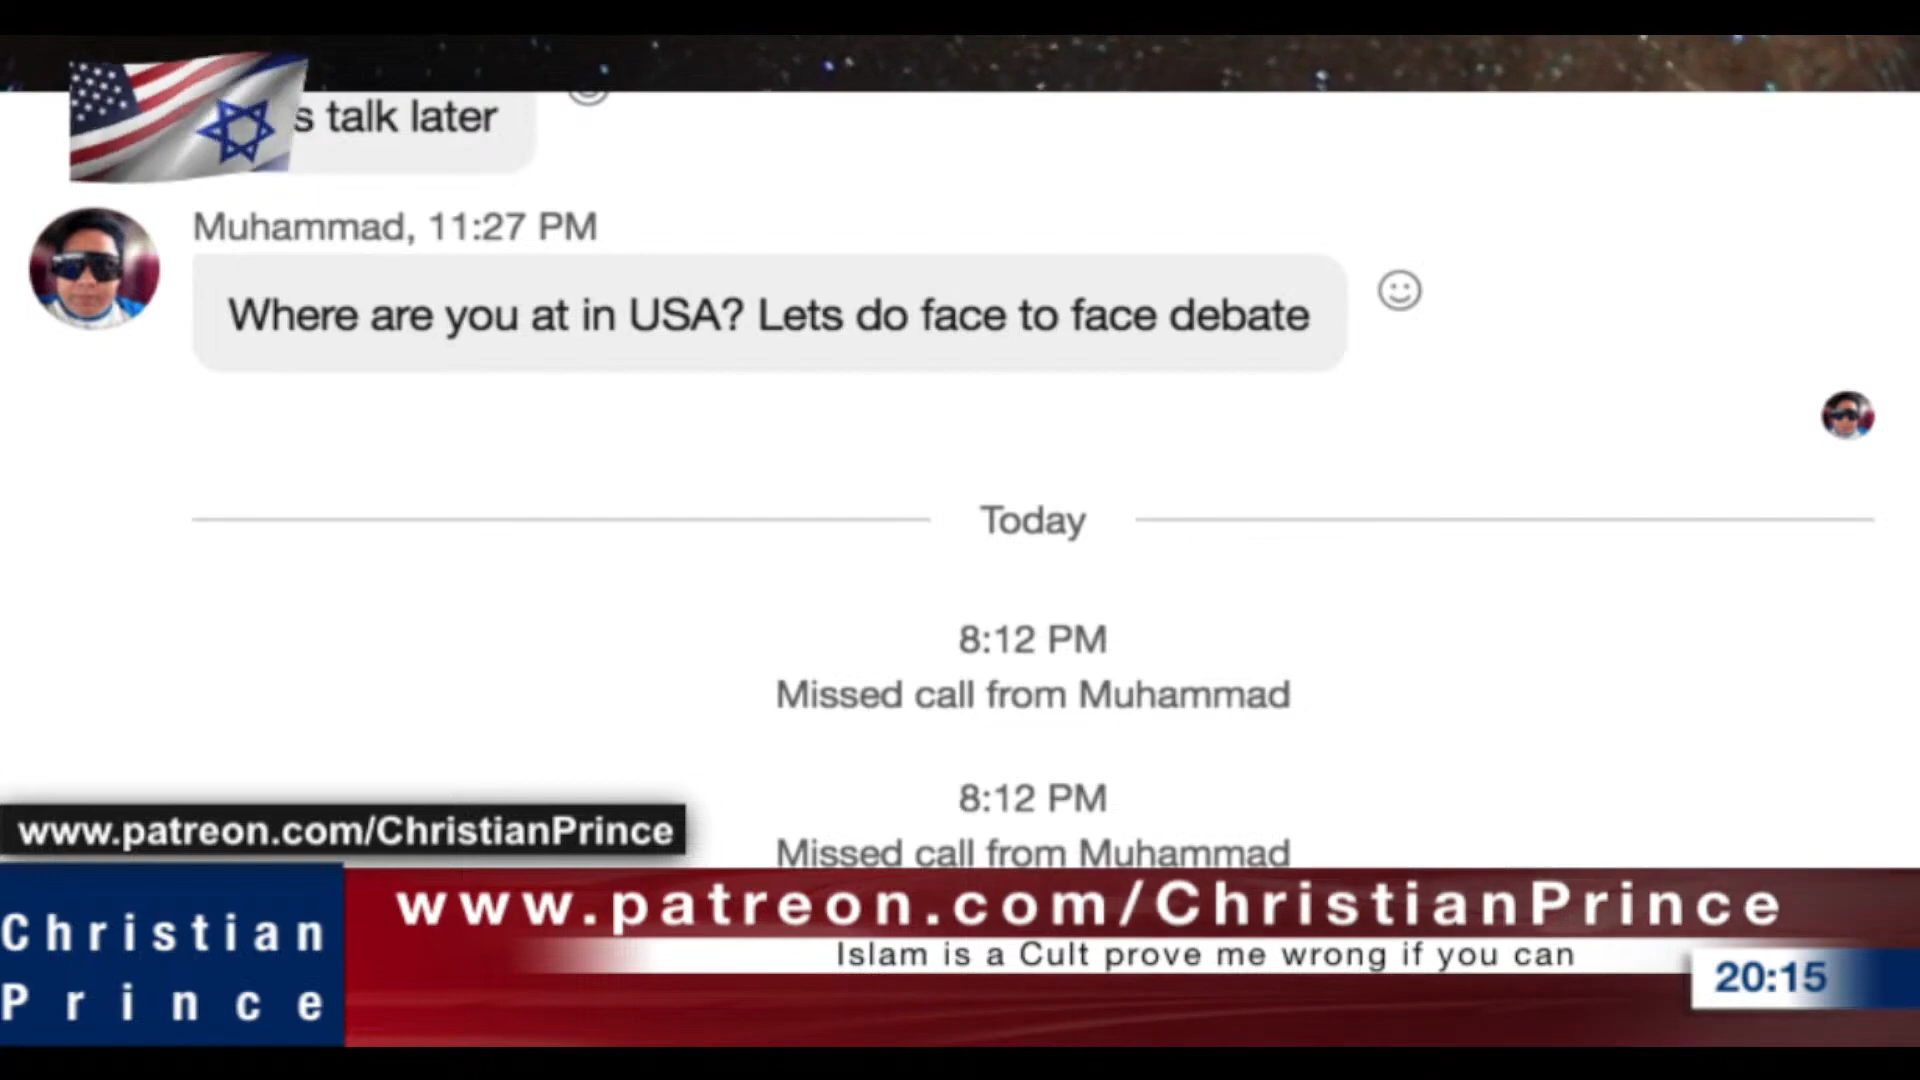 s talk later
Muhammad, 11:27 PM
Where are you at in USA? Lets do face to face debate
Today
8:12 PM
Missed call from Muhammad
8:12 PM
Missed call from Muhammad
www.patreon.com/ChristianPrince
www.patreon.com/ChristianPrince
Christian
Prince
Islam is a Cult prove me wrong if you can
20:15